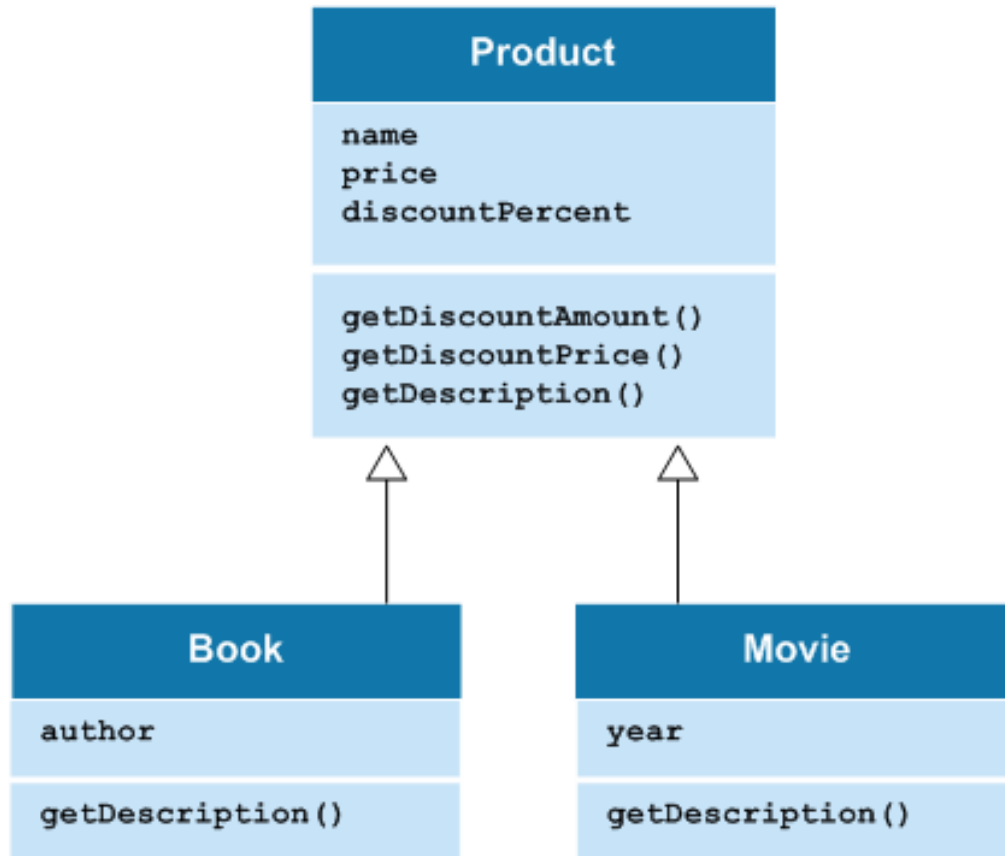 Product
name
price
discountPercent
getDiscountAmount()
getDiscountPrice()
getDescription()
Book
author
getDescription()
Movie
year
getDescription()